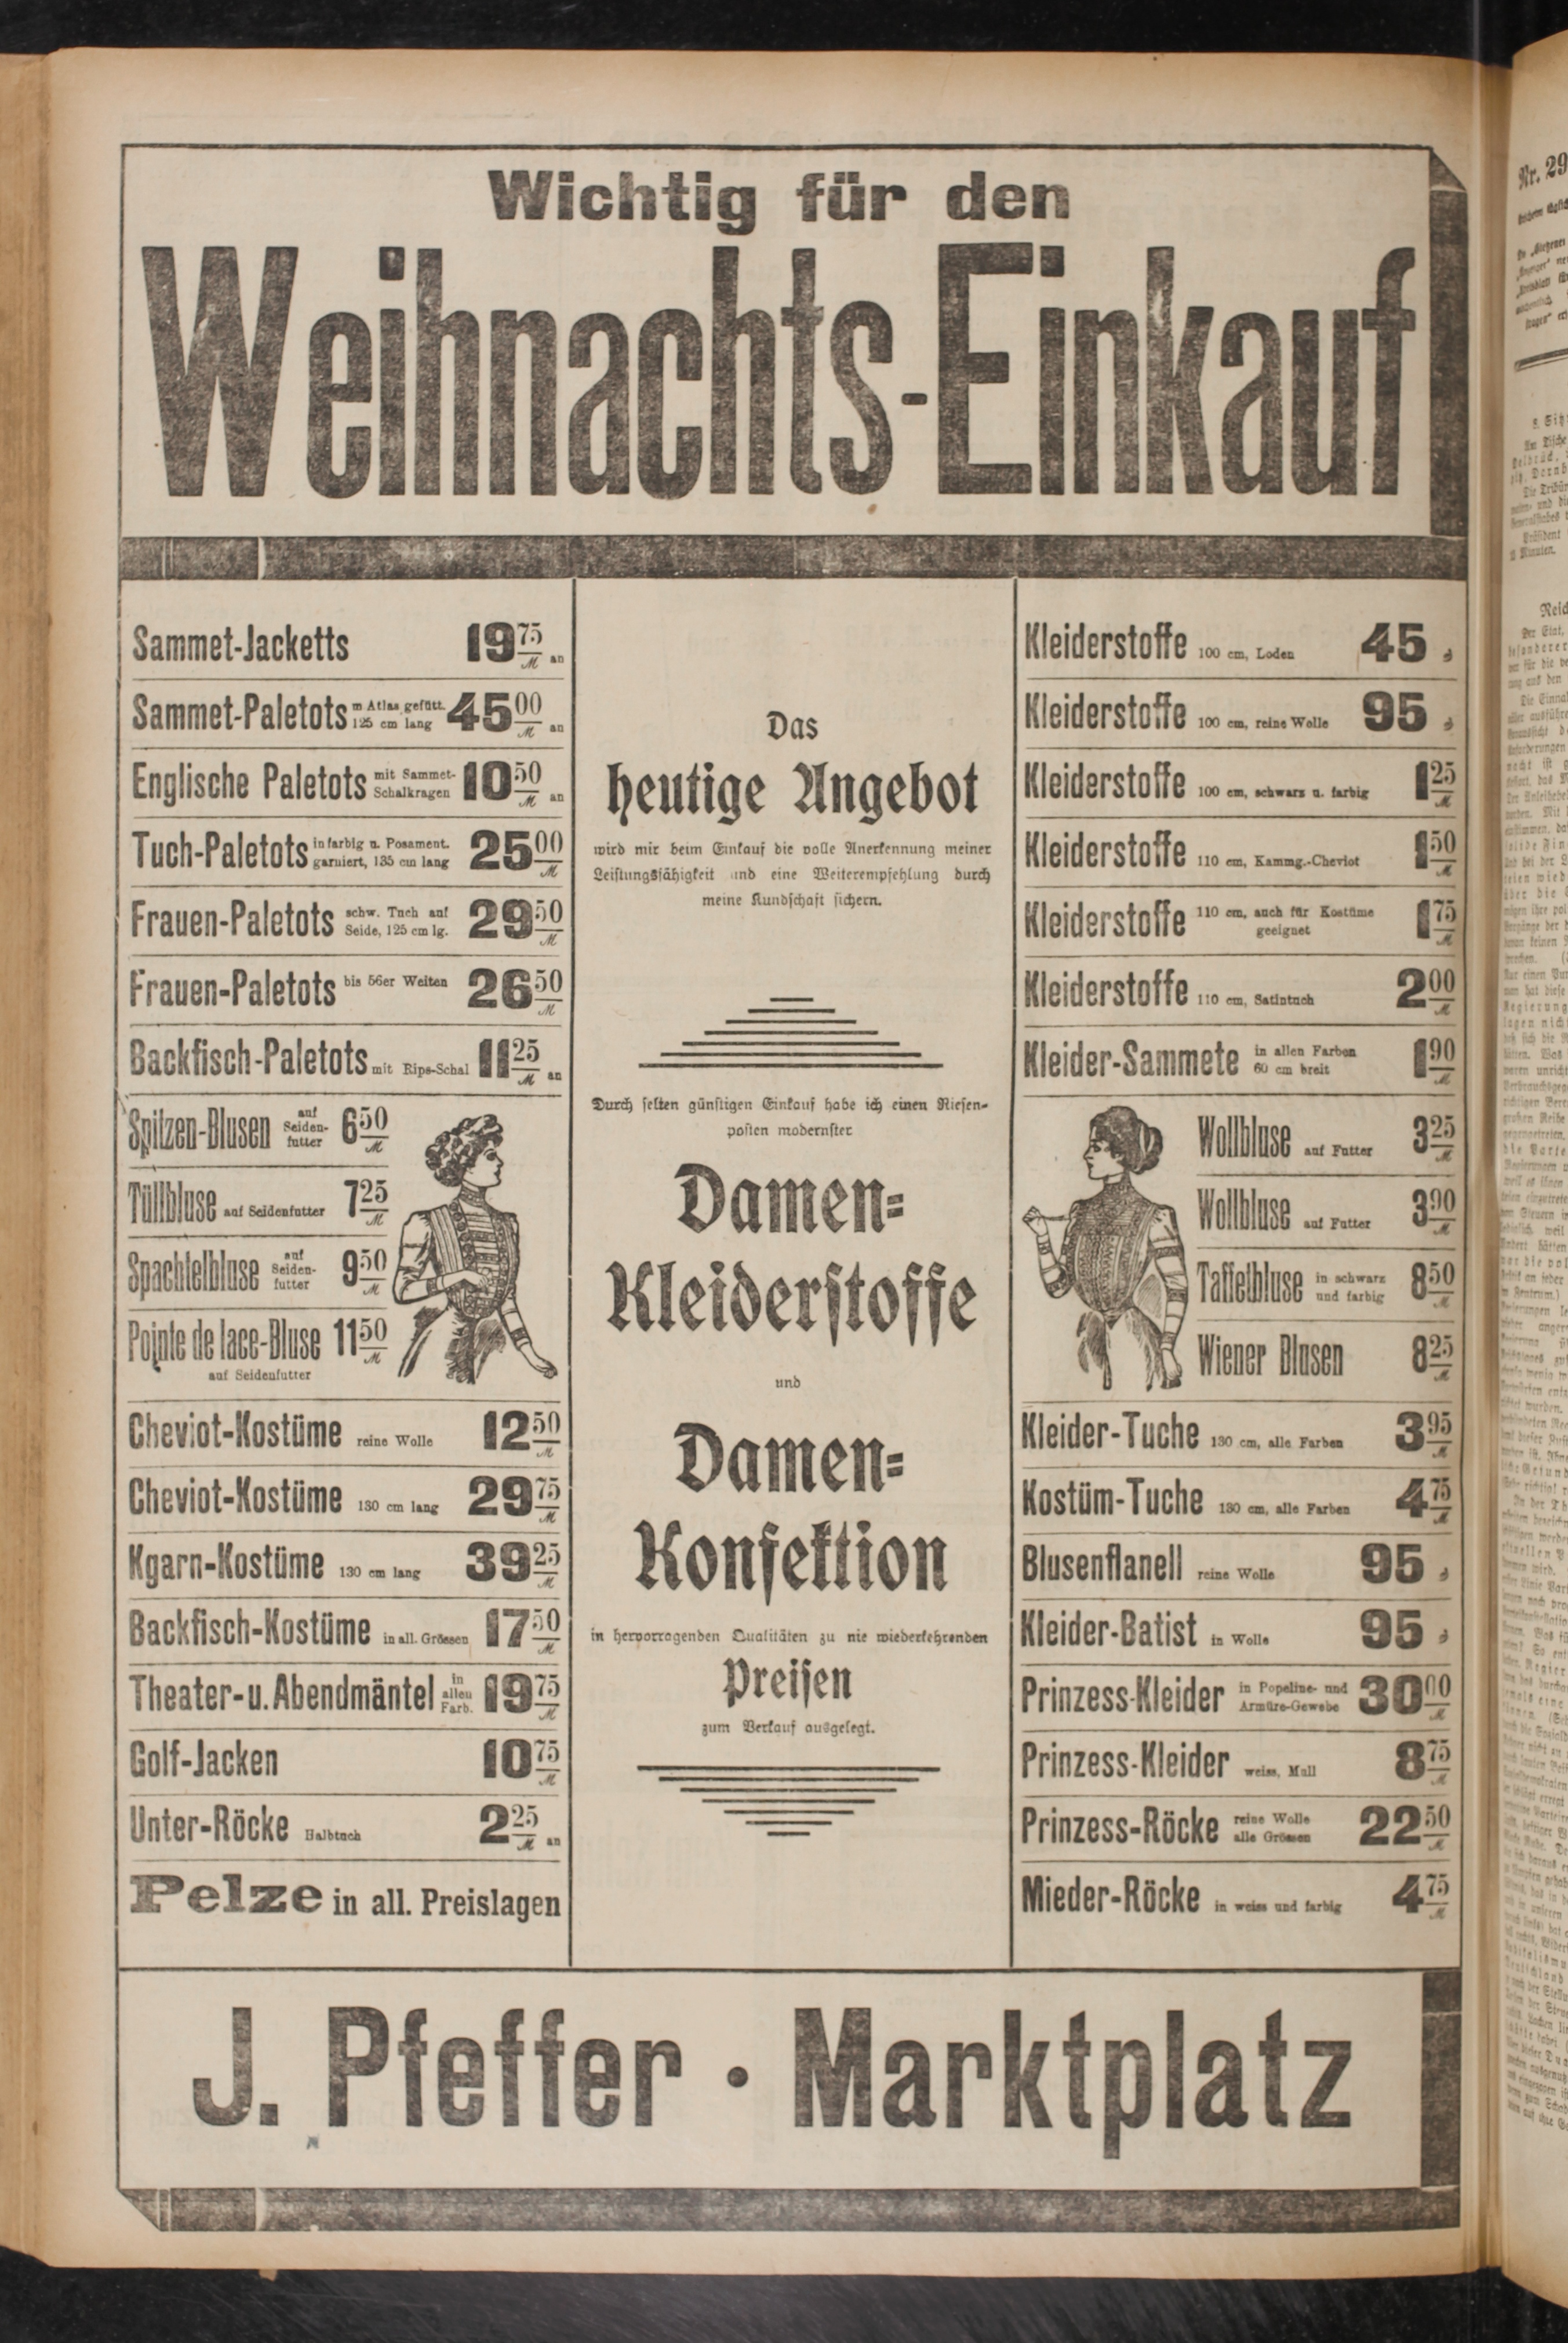 Wichtig für den
Weihnachts-Einkauf
Sammet-Jacketts 19 75 M an
Sammet-Paletots m Atlas gefütt. 125 cm lang 45 00 M an
Englische Paletots mit Sammet-Schalkragen 10 50 M an
Tuch-Paletots in farbig u. Posament. garniert, 135 cm lang 25 00 M
Frauen-Paletots schw. Tuch auf Seide, 125 cm lg. 29 50 M
Frauen-Paletots bis 56er Weiten 26 50 M
Backfisch-Paletots mit Rips-Schal 11 25 M an
Spitzen-Blusen auf Seiden-futter 6 50 M
Tüllbluse auf Seidenfutter 7 25 M
Spachtelbluse auf Seiden-futter 9 50 M
Pointe de lace-Bluse 11 50 M
auf Seidenfutter
Cheviot-Kostüme reine Wolle 12 50 M
Cheviot-Kostüme 130 cm lang 29 75 M
Kgarn-Kostüme 130 cm lang 39 25 M
Backfisch-Kostüme in all. Grössen 17 50 M
Theater- u. Abendmäntel in allen Farb. 19 75 M
Golf-Jacken 10 75 M
Unter-Röcke Halbtuch 2 25 M an
Pelze in all. Preislagen
Das
heutige Angebot
wird mir beim Einkauf die volle Anerkennung meiner
Leistungsfähigkeit und eine Weiterempfehlung durch
meine Kundschaft sichern.
Durch selten günstigen Einkauf habe ich einen Riesen-
posten modernster
Damen-
Kleiderstoffe
und
Damen-
Konfektion
in hervorragenden Qualitäten zu nie wiederkehrenden
Preisen
zum Verkauf ausgelegt.
Kleiderstoffe 100 cm, Loden 45 ₰
Kleiderstoffe 100 cm, reine Wolle 95 ₰
Kleiderstoffe 100 cm, schwarz u. farbig 1 25 M
Kleiderstoffe 110 cm, Kammg.-Cheviot 1 50 M
Kleiderstoffe 110 cm, auch für Kostüme geeignet 1 75 M
Kleiderstoffe 110 cm, Satintuch 2 00 M
Kleider-Sammete in allen Farben 60 cm breit 1 90 M
Wollbluse auf Futter 3 25 M
Wollbluse auf Futter 3 90 M
Taffetbluse in schwarz und farbig 8 50 M
Wiener Blusen 8 25 M
Kleider-Tuche 130 cm, alle Farben 3 95 M
Kostüm-Tuche 130 cm, alle Farben 4 75 M
Blusenflanell reine Wolle 95 ₰
Kleider-Batist in Wolle 95 ₰
Prinzess-Kleider in Popeline- und Armüre-Gewebe 30 00 M
Prinzess-Kleider weiss, Mull 8 75 M
Prinzess-Röcke reine Wolle alle Grössen 22 50 M
Mieder-Röcke in weiss und farbig 4 75 M
J. Pfeffer · Marktplatz
Nr. 29